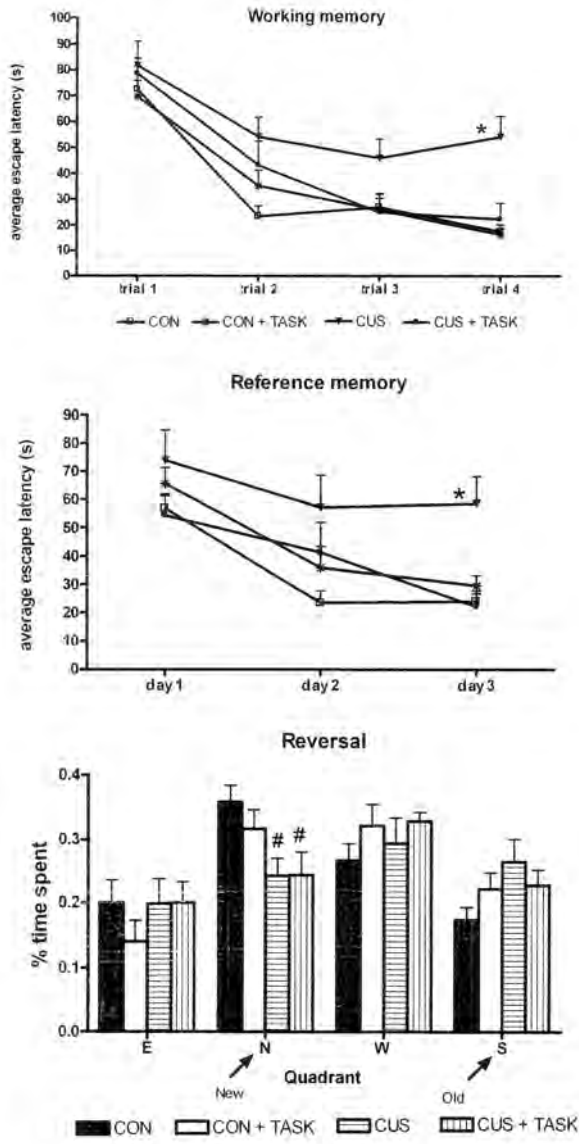 Working memory
average escape latency (s)
100
90
80
70
60
50
40
30
20
10
0
trial 1 trial 2 trial 3 trial 4
*
CON CON + TASK CUS CUS + TASK
Reference memory
average escape latency (s)
90
80
70
60
50
40
30
20
10
0
day 1 day 2 day 3
*
Reversal
% time spent
0.4
0.3
0.2
0.1
0.0
# #
E N W S
New Quadrant Old
CON CON + TASK CUS CUS + TASK